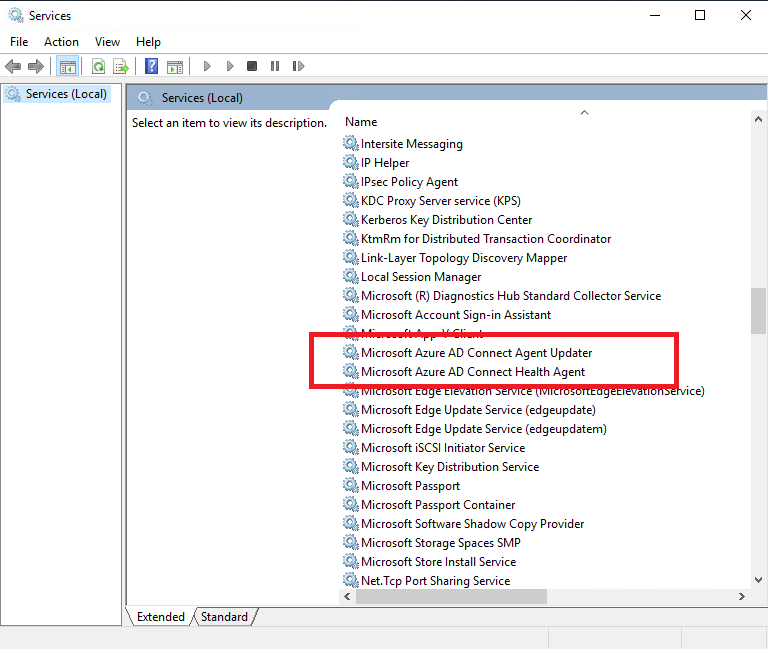 Services
File Action View Help
Services (Local)
Services (Local)
Select an item to view its description.
Name
Intersite Messaging
IP Helper
IPsec Policy Agent
KDC Proxy Server service (KPS)
Kerberos Key Distribution Center
KtmRm for Distributed Transaction Coordinator
Link-Layer Topology Discovery Mapper
Local Session Manager
Microsoft (R) Diagnostics Hub Standard Collector Service
Microsoft Account Sign-in Assistant
Microsoft App-V Client
Microsoft Azure AD Connect Agent Updater
Microsoft Azure AD Connect Health Agent
Microsoft Edge Elevation Service (MicrosoftEdgeElevationService)
Microsoft Edge Update Service (edgeupdate)
Microsoft Edge Update Service (edgeupdatem)
Microsoft iSCSI Initiator Service
Microsoft Key Distribution Service
Microsoft Passport
Microsoft Passport Container
Microsoft Software Shadow Copy Provider
Microsoft Storage Spaces SMP
Microsoft Store Install Service
Net.Tcp Port Sharing Service
Extended Standard